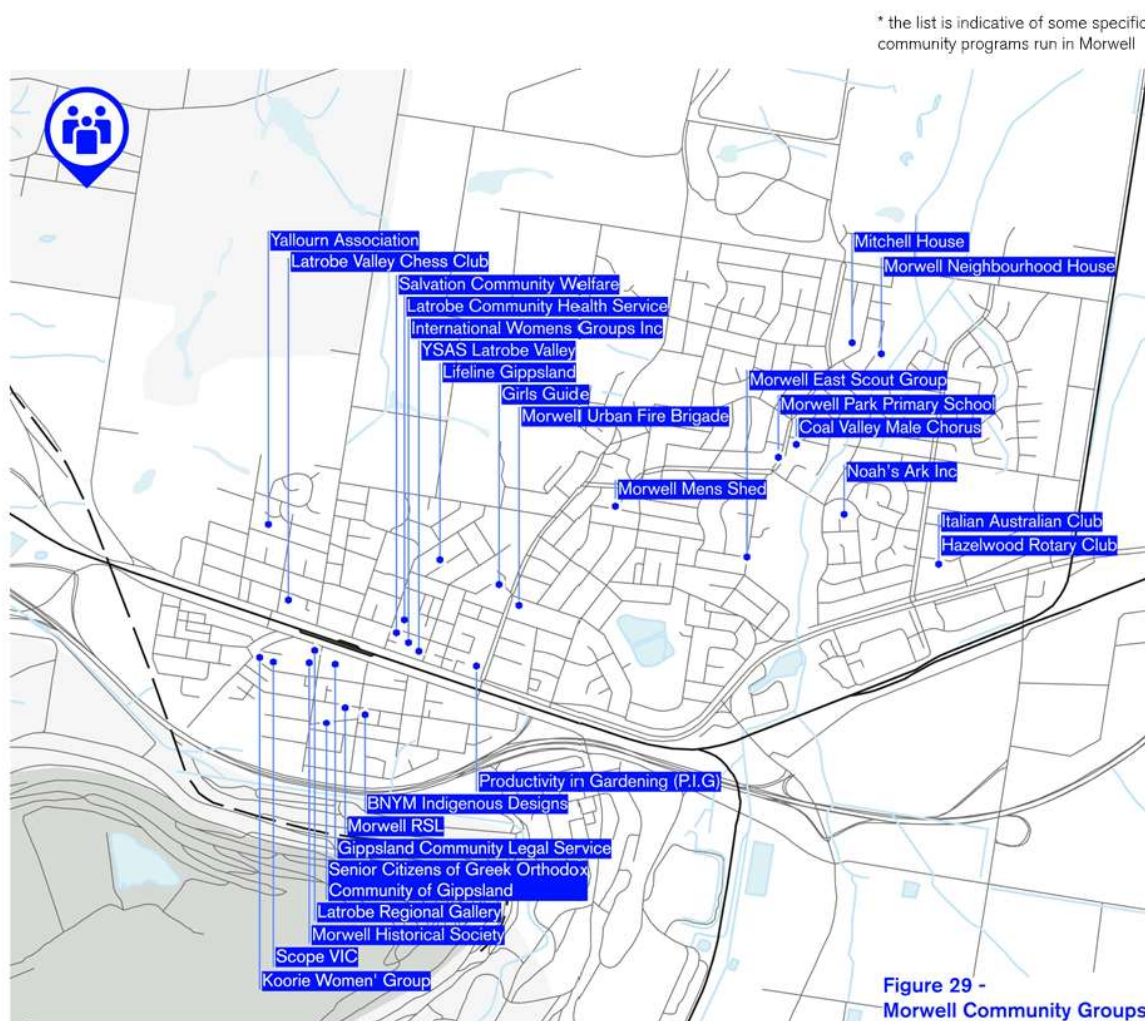 * the list is indicative of some specific
community programs run in Morwell
Yallourn Association
Latrobe Valley Chess Club
Salvation Community Welfare
Latrobe Community Health Service
International Womens Groups Inc
YSAS Latrobe Valley
Lifeline Gippsland
Girls Guide
Morwell Urban Fire Brigade
Mitchell House
Morwell Neighbourhood House
Morwell East Scout Group
Morwell Park Primary School
Coal Valley Male Chorus
Morwell Mens Shed
Noah's Ark Inc
Italian Australian Club
Hazelwood Rotary Club
Productivity in Gardening (P.I.G)
BNYM Indigenous Designs
Morwell RSL
Gippsland Community Legal Service
Senior Citizens of Greek Orthodox
Community of Gippsland
Latrobe Regional Gallery
Morwell Historical Society
Scope VIC
Koorie Women' Group
Figure 29 -
Morwell Community Groups